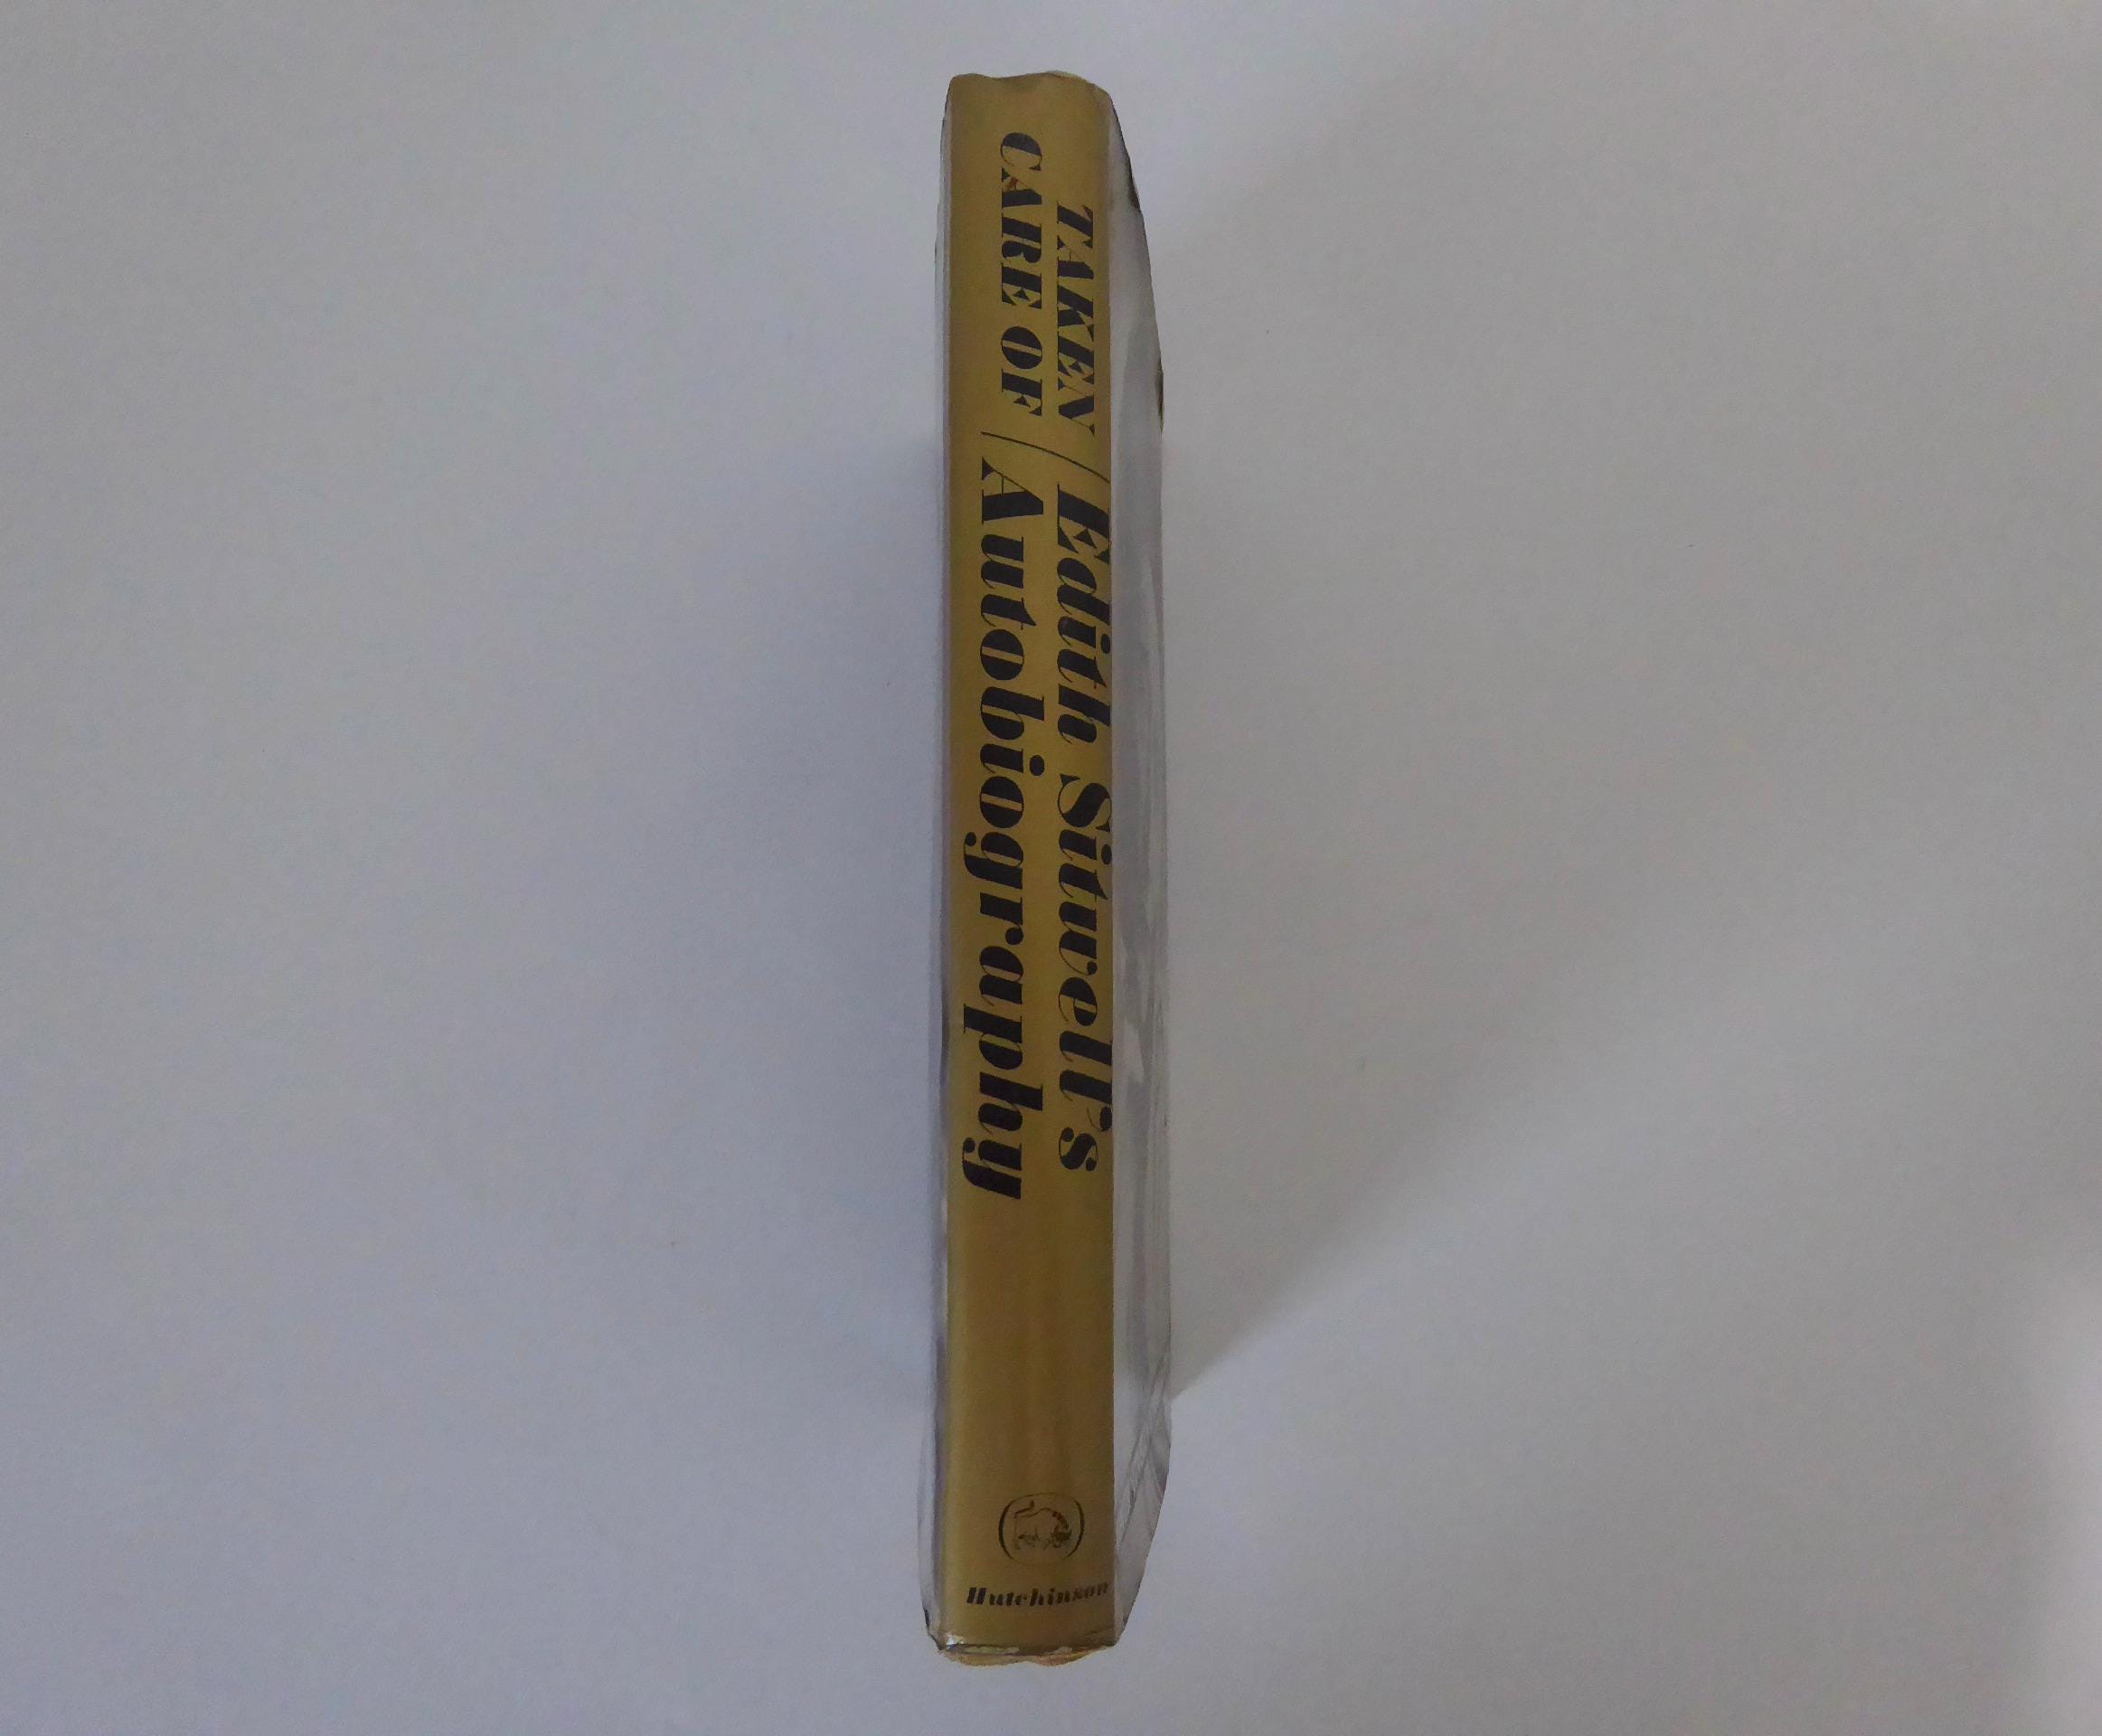 TAKEN
CARE OF
Edith Sitwell's
Autobiography
Hutchinson